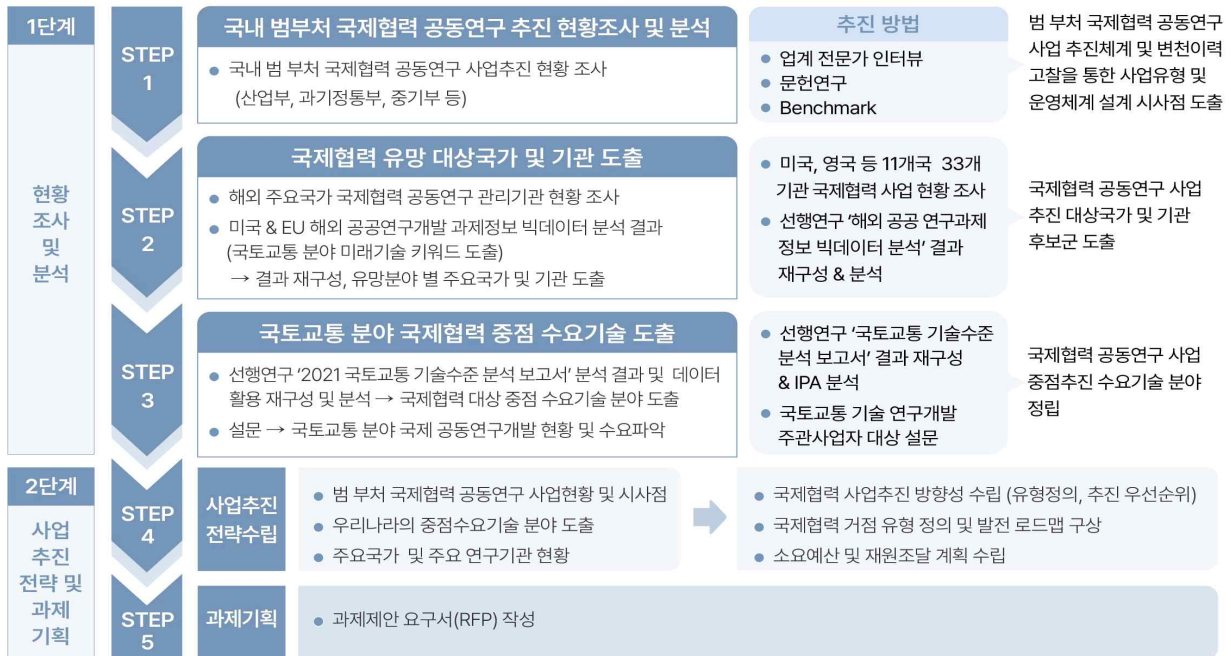 1단계
현황
조사
및
분석
STEP
1
국내 범부처 국제협력 공동연구 추진 현황조사 및 분석
● 국내 범 부처 국제협력 공동연구 사업추진 현황 조사
(산업부, 과기정통부, 중기부 등)
추진 방법
● 업계 전문가 인터뷰
● 문헌연구
● Benchmark
범 부처 국제협력 공동연구
사업 추진체계 및 변천이력
고찰을 통한 사업유형 및
운영체계 설계 시사점 도출
STEP
2
국제협력 유망 대상국가 및 기관 도출
● 해외 주요국가 국제협력 공동연구 관리기관 현황 조사
● 미국 & EU 해외 공공연구개발 과제정보 빅데이터 분석 결과
(국토교통 분야 미래기술 키워드 도출)
→ 결과 재구성, 유망분야 별 주요국가 및 기관 도출
● 미국, 영국 등 11개국 33개
기관 국제협력 사업 현황 조사
● 선행연구 ‘해외 공공 연구과제
정보 빅데이터 분석’ 결과
재구성 & 분석
국제협력 공동연구 사업
추진 대상국가 및 기관
후보군 도출
STEP
3
국토교통 분야 국제협력 중점 수요기술 도출
● 선행연구 ‘2021 국토교통 기술수준 분석 보고서’ 분석 결과 및 데이터
활용 재구성 및 분석 → 국제협력 대상 중점 수요기술 분야 도출
● 설문 → 국토교통 분야 국제 공동연구개발 현황 및 수요파악
● 선행연구 ‘국토교통 기술수준
분석 보고서’ 결과 재구성
& IPA 분석
● 국토교통 기술 연구개발
주관사업자 대상 설문
국제협력 공동연구 사업
중점추진 수요기술 분야
정립
2단계
사업
추진
전략 및
과제
기획
STEP
4
사업추진
전략수립
● 범 부처 국제협력 공동연구 사업현황 및 시사점
● 우리나라의 중점수요기술 분야 도출
● 주요국가 및 주요 연구기관 현황
● 국제협력 사업추진 방향성 수립 (유형정의, 추진 우선순위)
● 국제협력 거점 유형 정의 및 발전 로드맵 구상
● 소요예산 및 재원조달 계획 수립
STEP
5
과제기획
● 과제제안 요구서(RFP) 작성